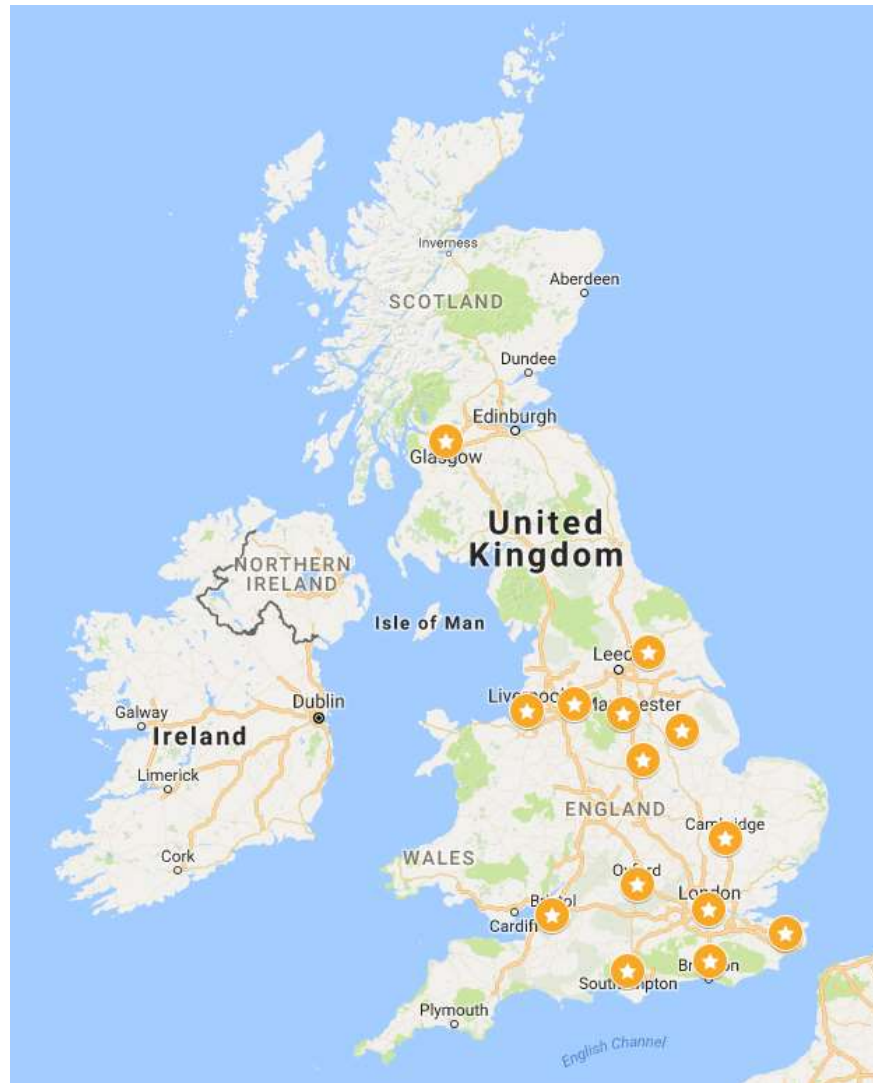 Inverness
Aberdeen
SCOTLAND
Dundee
Edinburgh
Glasgow
United
Kingdom
NORTHERN
IRELAND
Isle of Man
Dublin
Galway
Ireland
Limerick
Cork
ENGLAND
WALES
London
Cardiff
Plymouth
English Channel